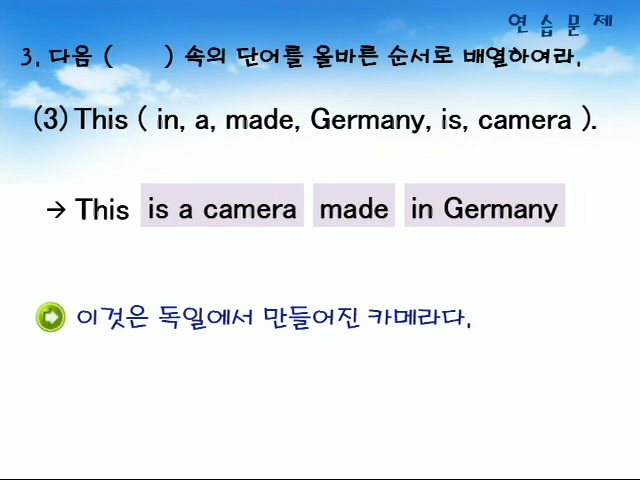 연습문제
3. 다음 (      ) 속의 단어를 올바른 순서로 배열하여라.
(3) This ( in, a, made, Germany, is, camera ).
→ This is a camera made in Germany
이것은 독일에서 만들어진 카메라다.